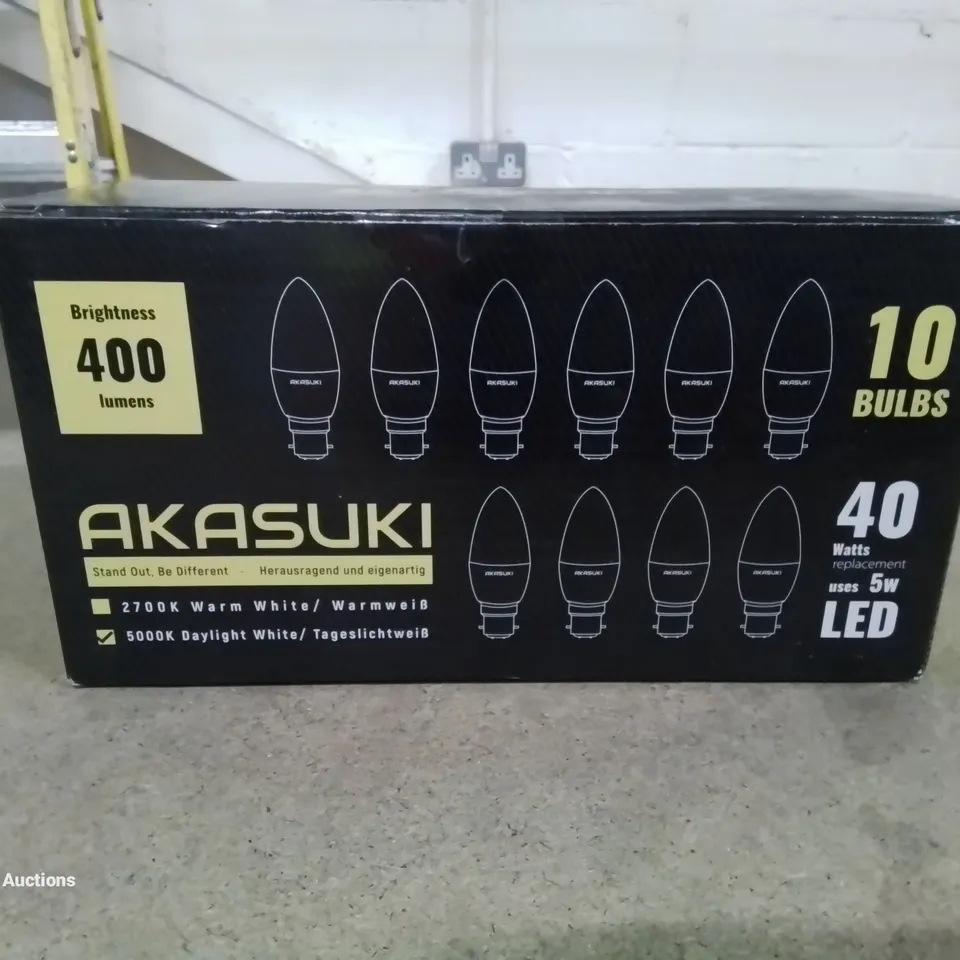 Brightness
400
lumens
AKASUKI AKASUKI AKASUKI AKASUKI AKASUKI AKASUKI
10
BULBS
AKASUKI
Stand Out, Be Different - Herausragend und eigenartig
2700K Warm White/ Warmweiß
5000K Daylight White/ Tageslichtweiß
AKASUKI AKASUKI AKASUKI AKASUKI
40
Watts
replacement
uses 5w
LED
Auctions